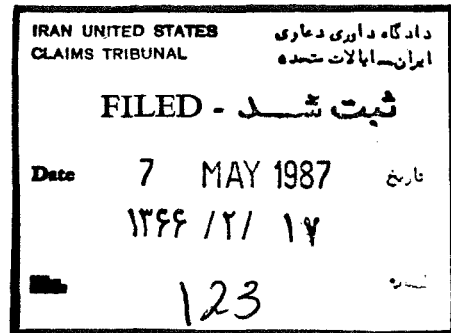 IRAN UNITED STATES دادگاه داوری دعاوی
CLAIMS TRIBUNAL ایران-ایالات متحده
FILED - ثبت شد
Date 7 MAY 1987 تاریخ
۱۳۶۶ /۲/ ۱۷
No. 123